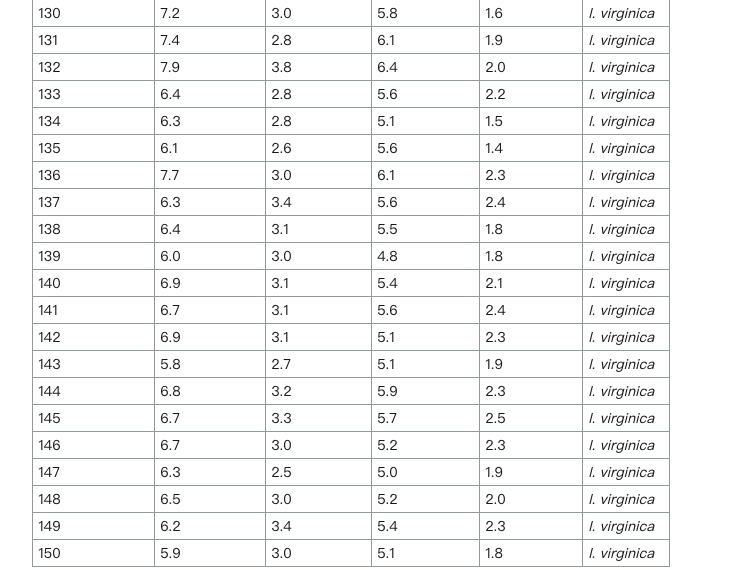 130 7.2 3.0 5.8 1.6 I. virginica
131 7.4 2.8 6.1 1.9 I. virginica
132 7.9 3.8 6.4 2.0 I. virginica
133 6.4 2.8 5.6 2.2 I. virginica
134 6.3 2.8 5.1 1.5 I. virginica
135 6.1 2.6 5.6 1.4 I. virginica
136 7.7 3.0 6.1 2.3 I. virginica
137 6.3 3.4 5.6 2.4 I. virginica
138 6.4 3.1 5.5 1.8 I. virginica
139 6.0 3.0 4.8 1.8 I. virginica
140 6.9 3.1 5.4 2.1 I. virginica
141 6.7 3.1 5.6 2.4 I. virginica
142 6.9 3.1 5.1 2.3 I. virginica
143 5.8 2.7 5.1 1.9 I. virginica
144 6.8 3.2 5.9 2.3 I. virginica
145 6.7 3.3 5.7 2.5 I. virginica
146 6.7 3.0 5.2 2.3 I. virginica
147 6.3 2.5 5.0 1.9 I. virginica
148 6.5 3.0 5.2 2.0 I. virginica
149 6.2 3.4 5.4 2.3 I. virginica
150 5.9 3.0 5.1 1.8 I. virginica